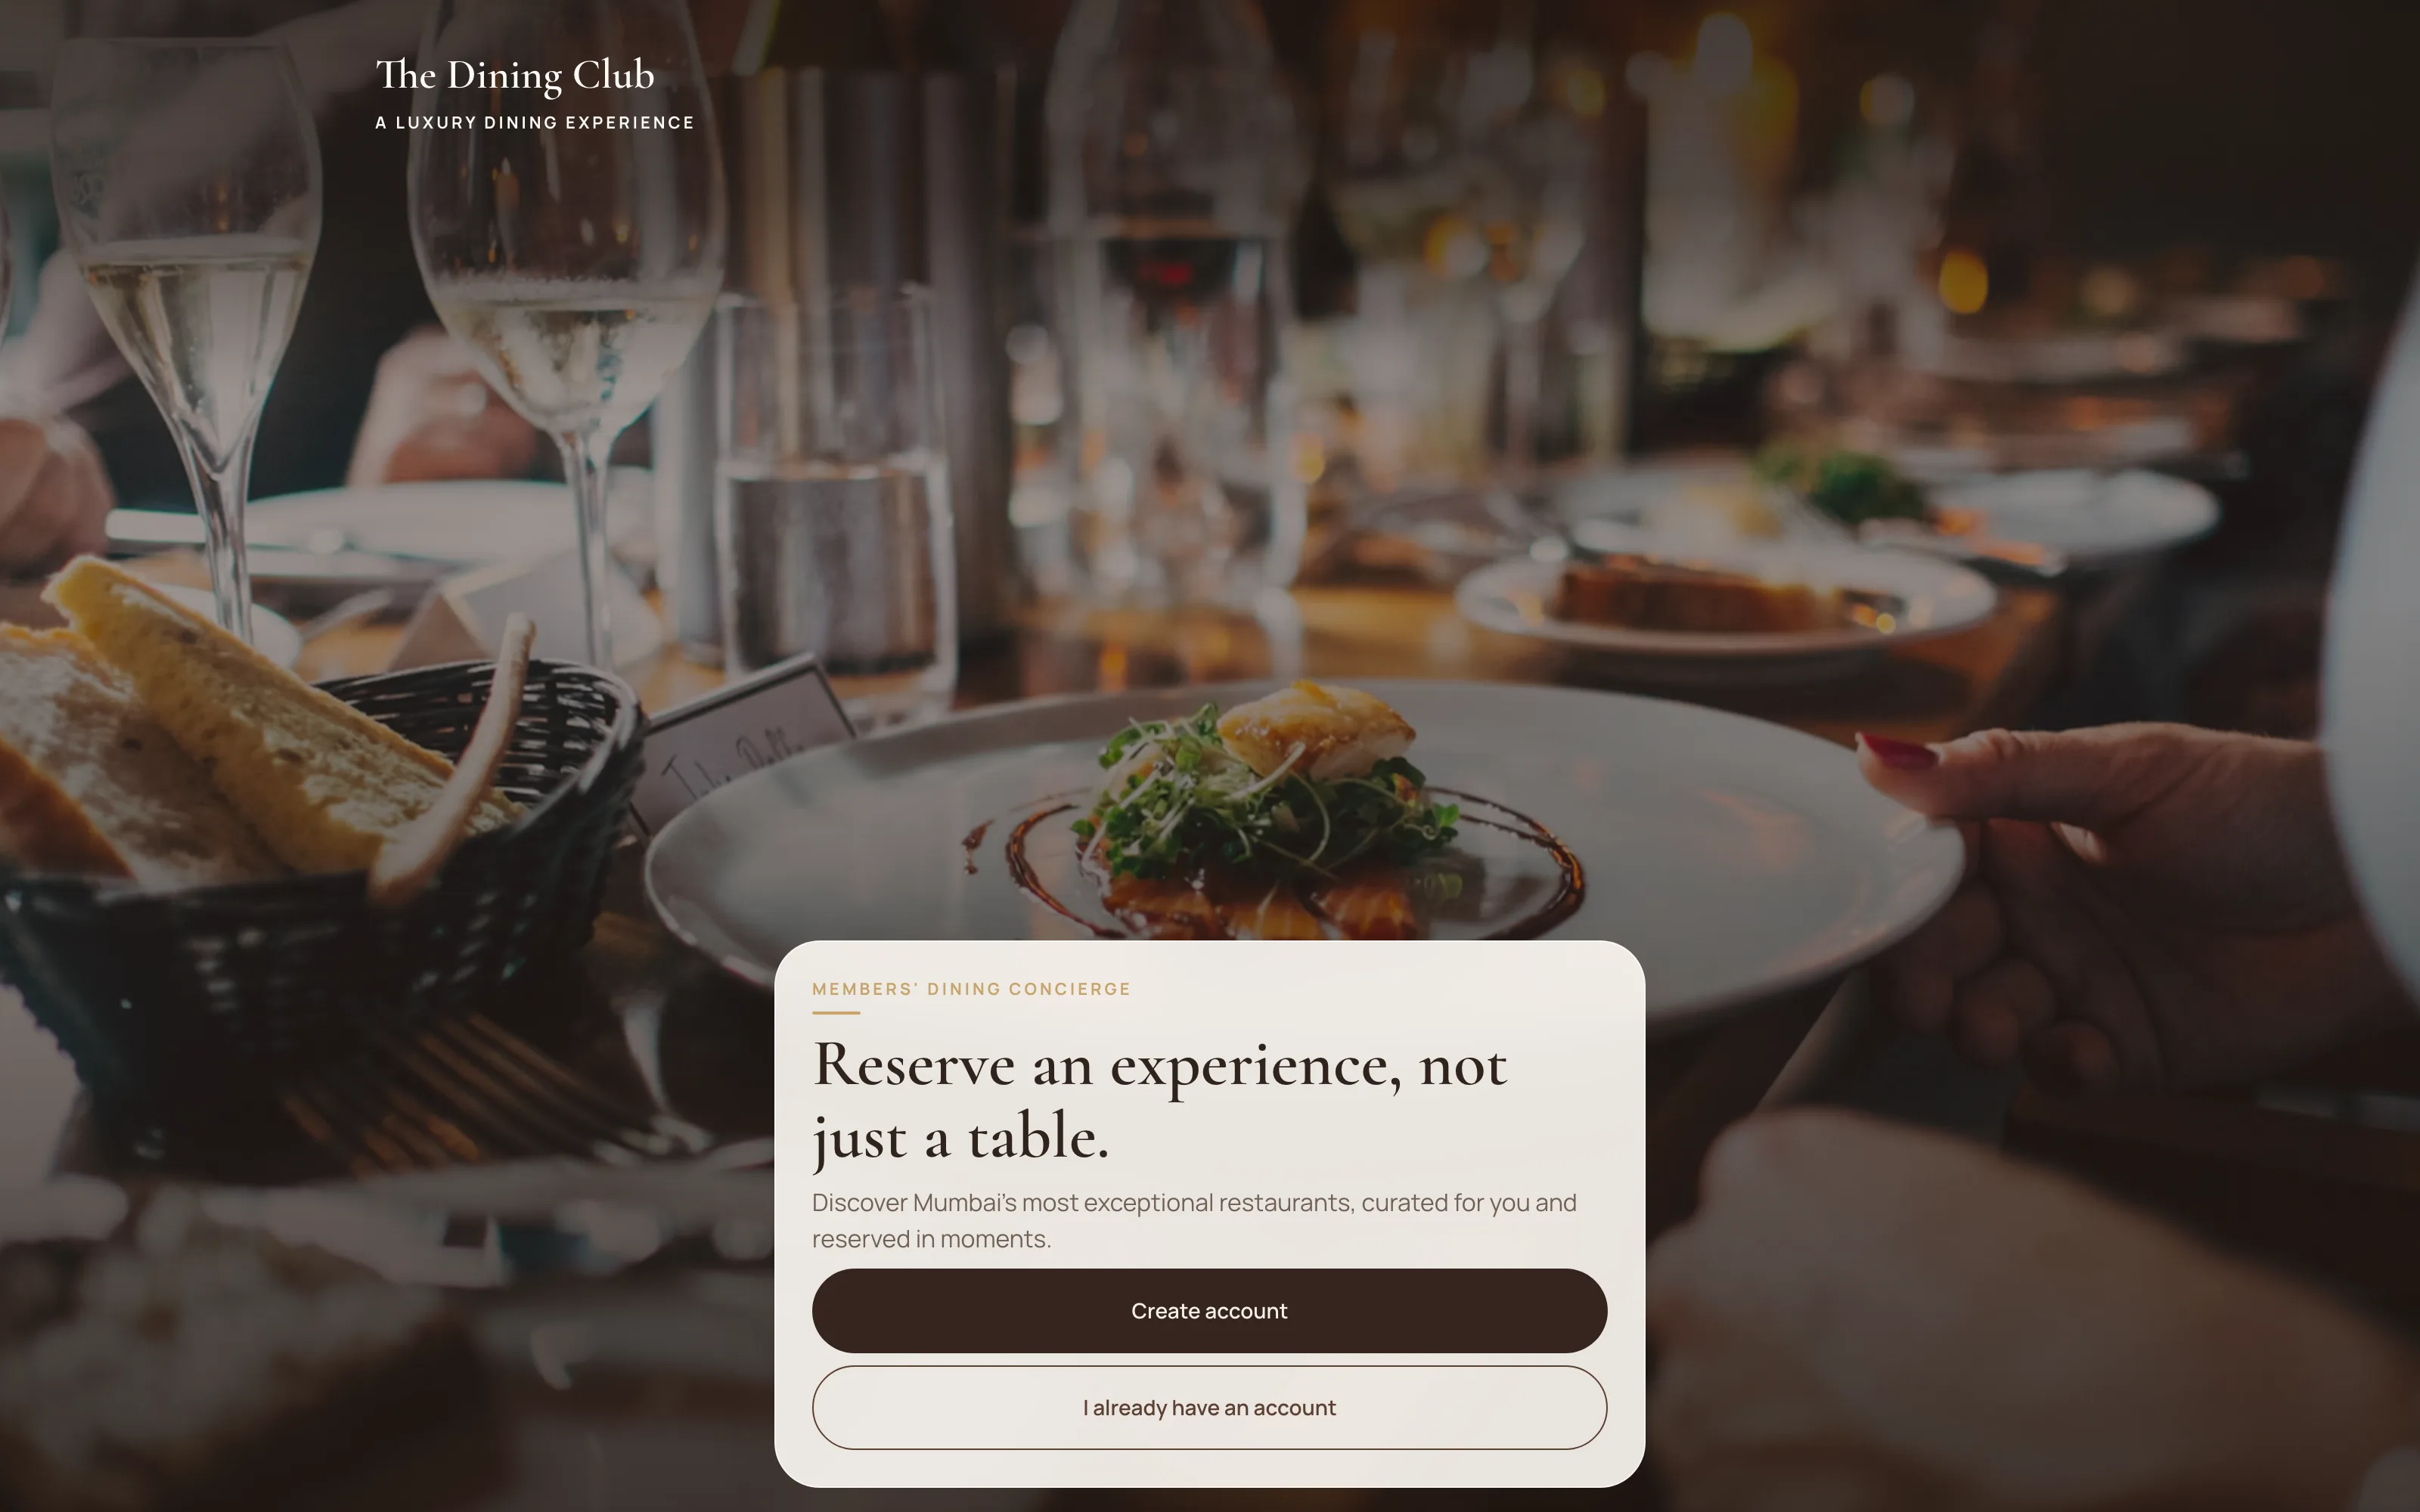 The Dining Club
A LUXURY DINING EXPERIENCE
MEMBERS' DINING CONCIERGE
Reserve an experience, not
just a table.
Discover Mumbai's most exceptional restaurants, curated for you and
reserved in moments.
Create account
I already have an account